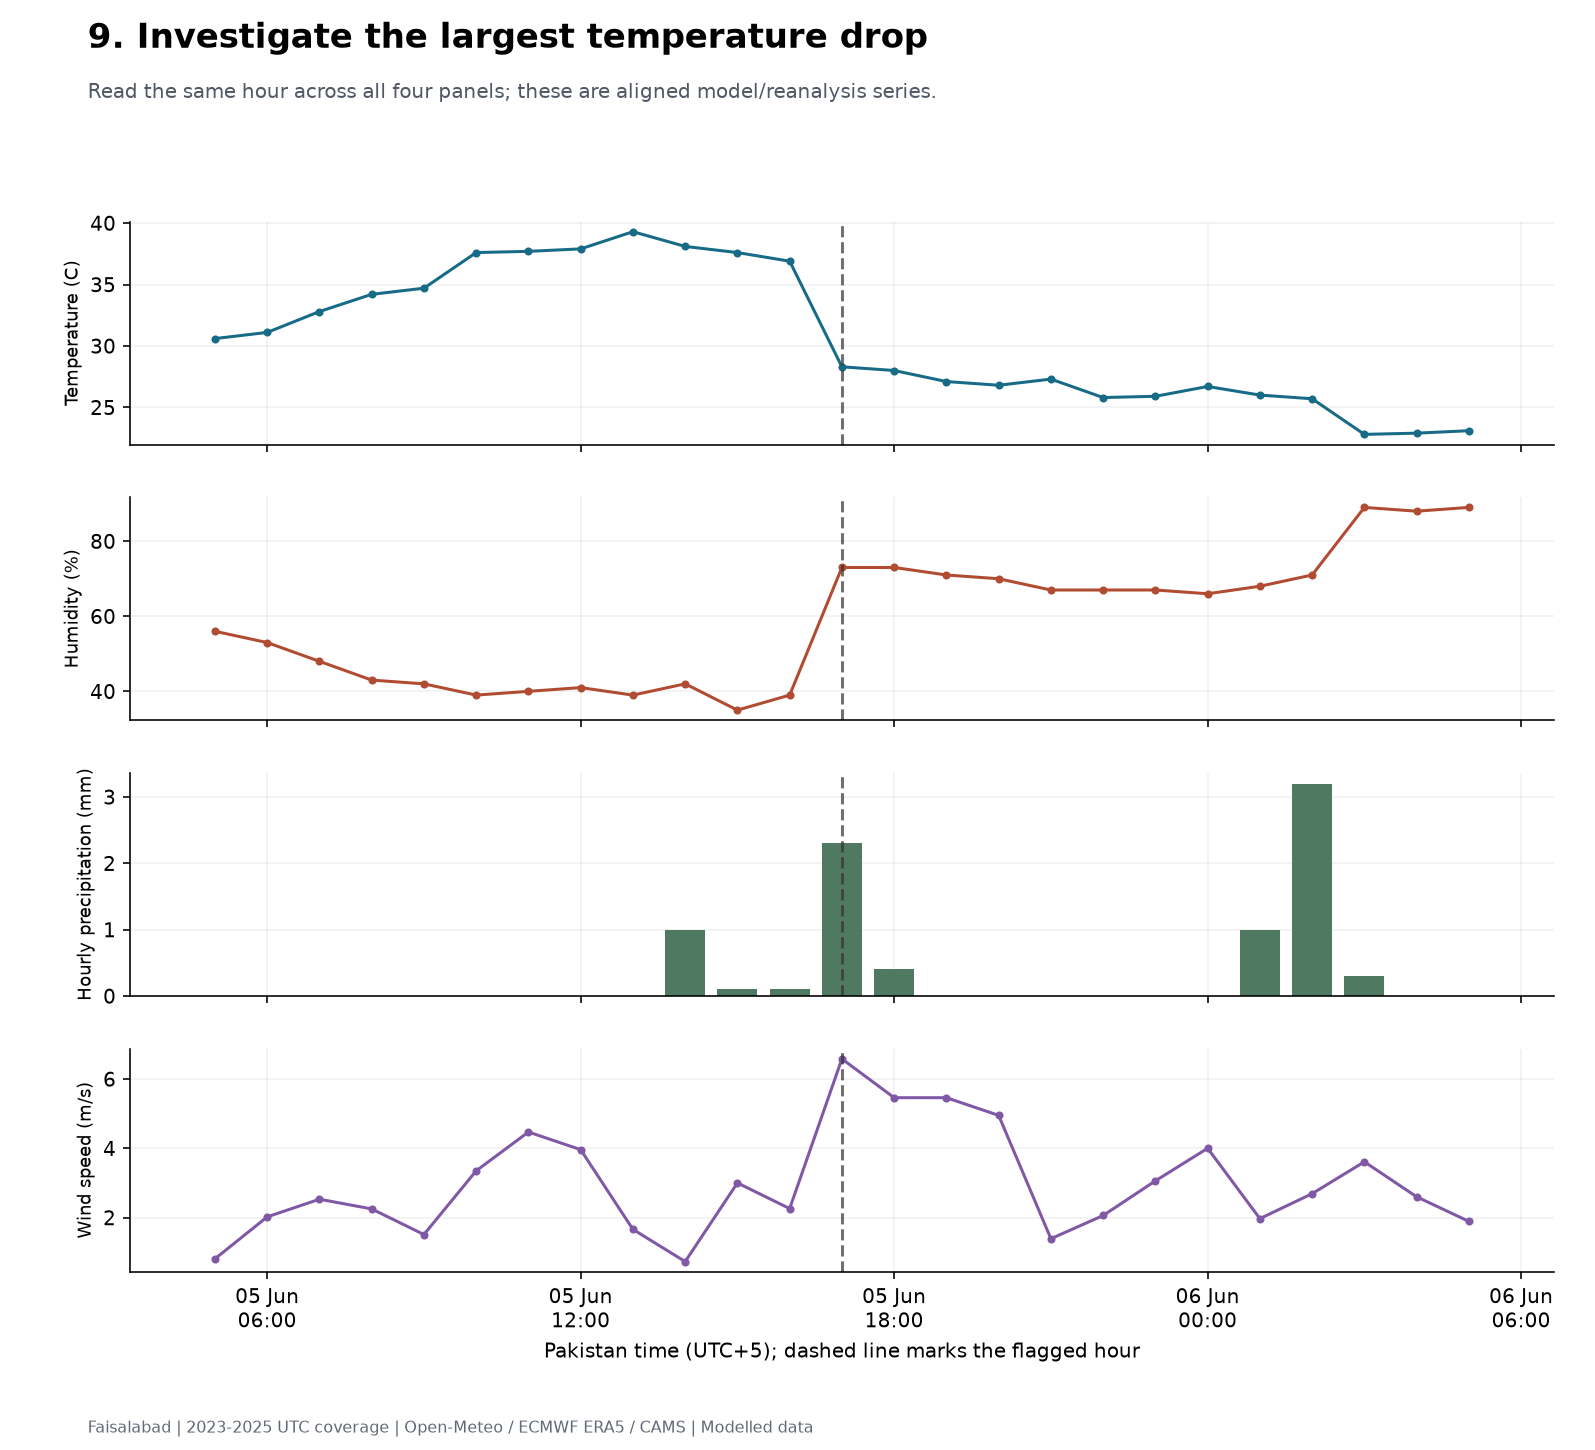 9. Investigate the largest temperature drop
Read the same hour across all four panels; these are aligned model/reanalysis series.
Temperature (C)
40
35
30
25
Humidity (%)
80
60
40
Hourly precipitation (mm)
3
2
1
0
Wind speed (m/s)
6
4
2
05 Jun
06:00
05 Jun
12:00
05 Jun
18:00
06 Jun
00:00
06 Jun
06:00
Pakistan time (UTC+5); dashed line marks the flagged hour
Faisalabad | 2023-2025 UTC coverage | Open-Meteo / ECMWF ERA5 / CAMS | Modelled data